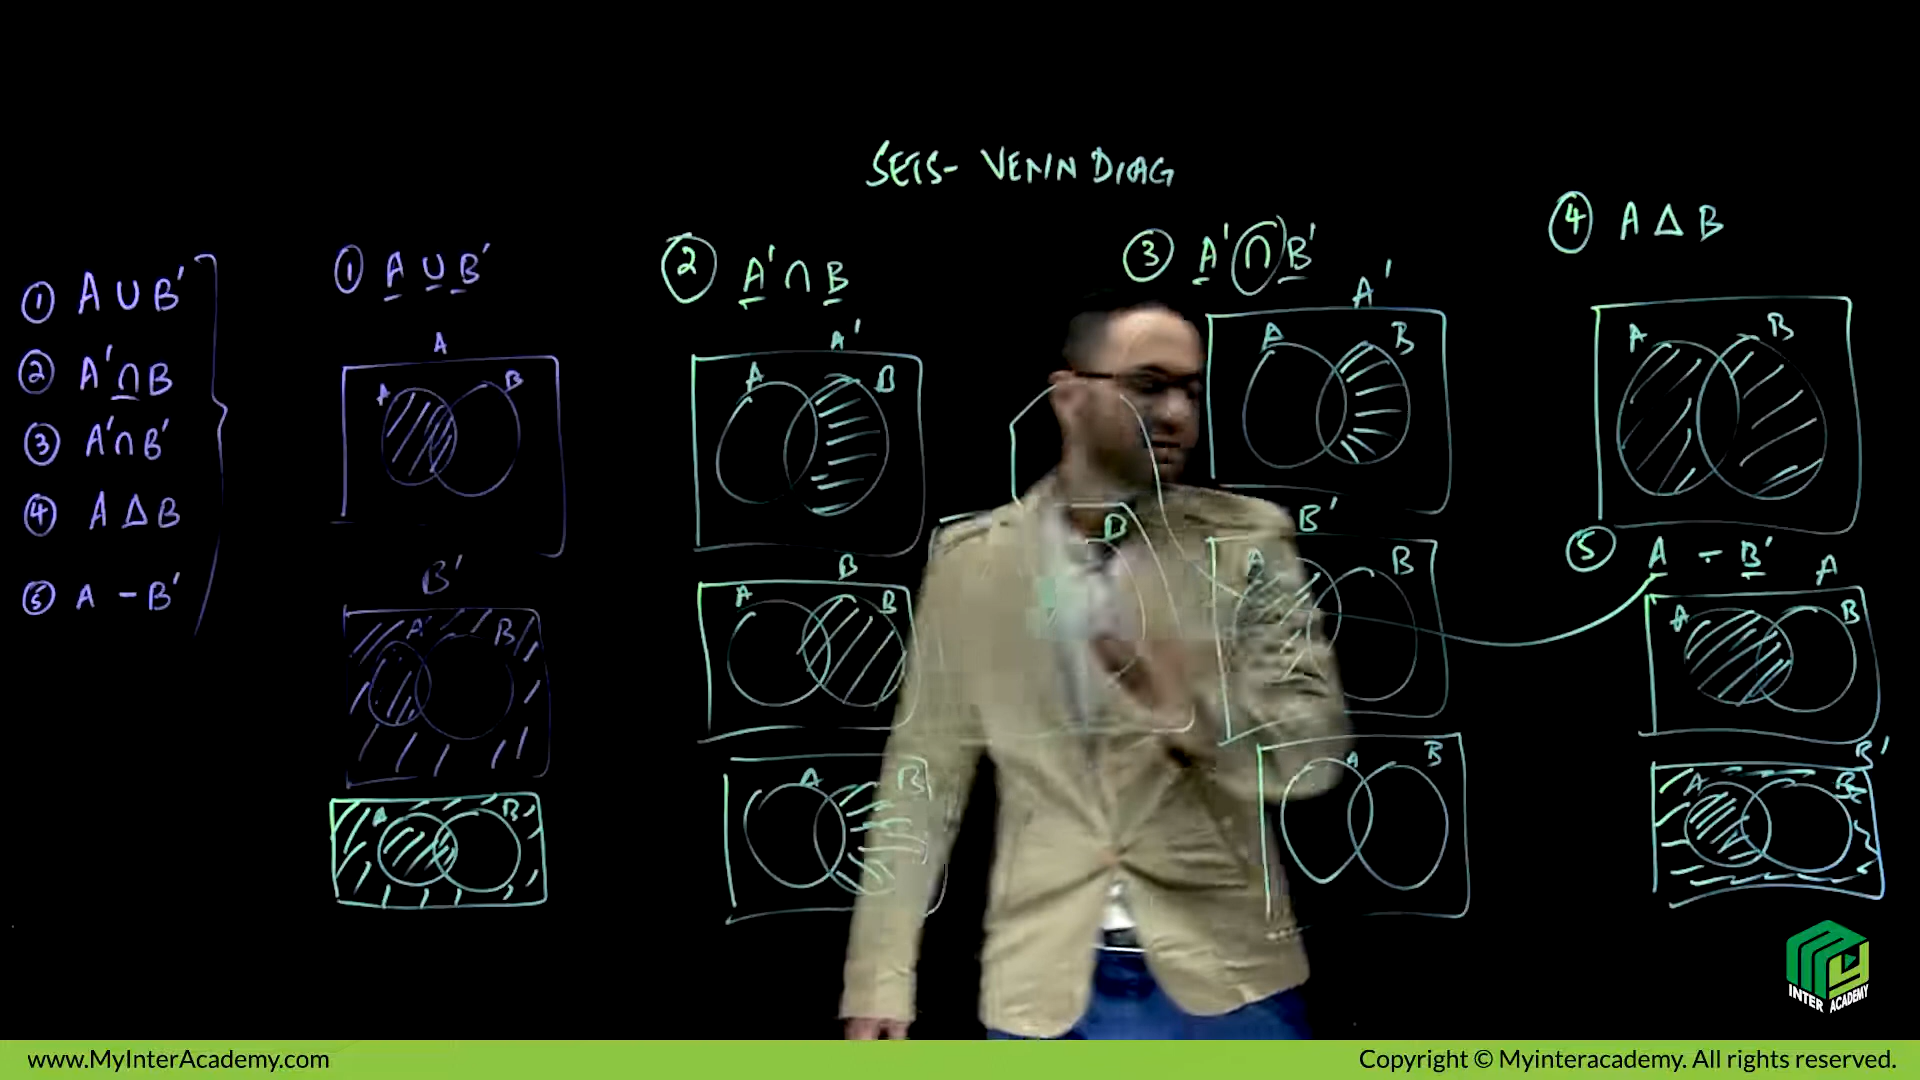 SETS- VENN DIAG
① A ∪ B'
② A' ∩ B
③ A' ∩ B'
④ A Δ B
⑤ A - B'
① A ∪ B'
A
A B
B'
A B
A B
② A' ∩ B
A'
A B
B
A B
A B
③ A' ∩ B'
A'
A B
B'
A B
A B
④ A Δ B
A B
⑤ A - B'
A
A B
B'
A B
B
INTER ACADEMY
www.MyInterAcademy.com
Copyright © Myinteracademy. All rights reserved.